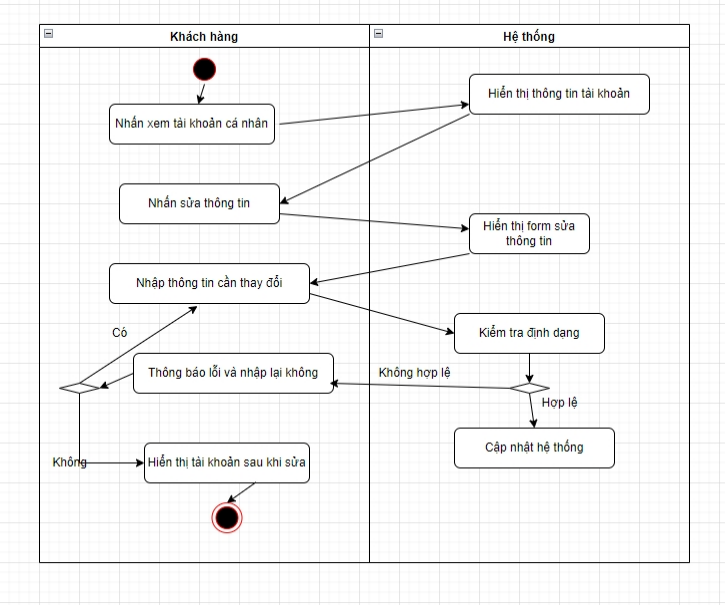 Khách hàng
Hệ thống
Nhấn xem tài khoản cá nhân
Hiển thị thông tin tài khoản
Nhấn sửa thông tin
Hiển thị form sửa
thông tin
Nhập thông tin cần thay đổi
Kiểm tra định dạng
Có
Thông báo lỗi và nhập lại không
Không hợp lệ
Hợp lệ
Cập nhật hệ thống
Không
Hiển thị tài khoản sau khi sửa